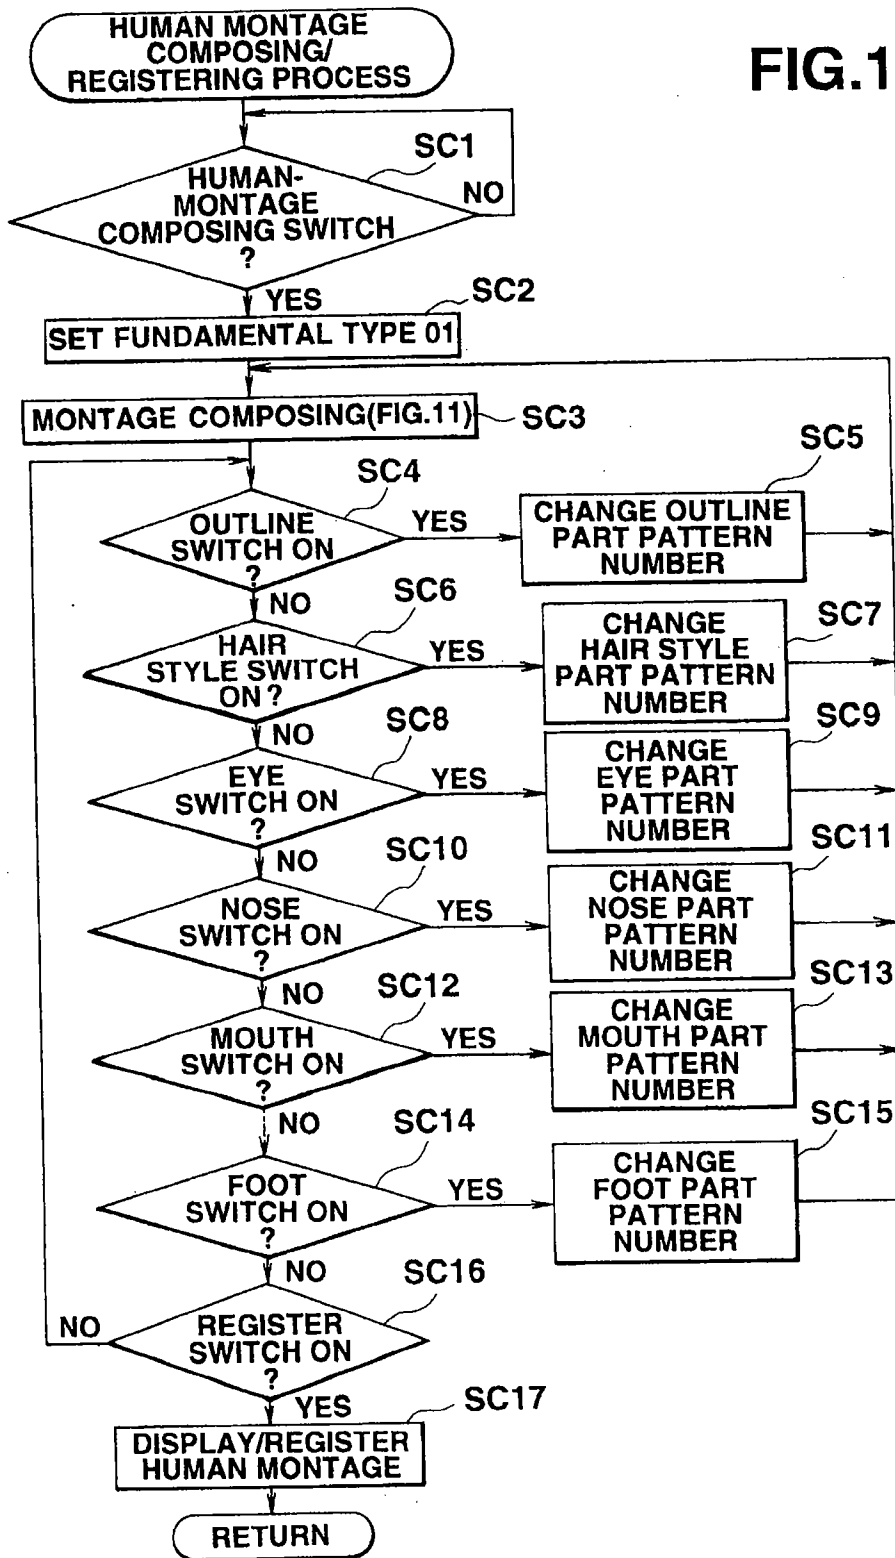 HUMAN MONTAGE
COMPOSING/
REGISTERING PROCESS
FIG.1
SC1
HUMAN-
MONTAGE
COMPOSING SWITCH
?
NO
YES
SC2
SET FUNDAMENTAL TYPE 01
MONTAGE COMPOSING(FIG.11)
SC3
SC4
OUTLINE
SWITCH ON
?
YES
SC5
CHANGE OUTLINE
PART PATTERN
NUMBER
NO
SC6
HAIR
STYLE SWITCH
ON ?
YES
SC7
CHANGE
HAIR STYLE
PART PATTERN
NUMBER
NO
SC8
EYE
SWITCH ON
?
YES
SC9
CHANGE
EYE PART
PATTERN
NUMBER
NO
SC10
NOSE
SWITCH ON
?
YES
SC11
CHANGE
NOSE PART
PATTERN
NUMBER
NO
SC12
MOUTH
SWITCH ON
?
YES
SC13
CHANGE
MOUTH PART
PATTERN
NUMBER
NO
SC14
FOOT
SWITCH ON
?
YES
SC15
CHANGE
FOOT PART
PATTERN
NUMBER
NO
SC16
REGISTER
SWITCH ON
?
NO
YES
SC17
DISPLAY/REGISTER
HUMAN MONTAGE
RETURN